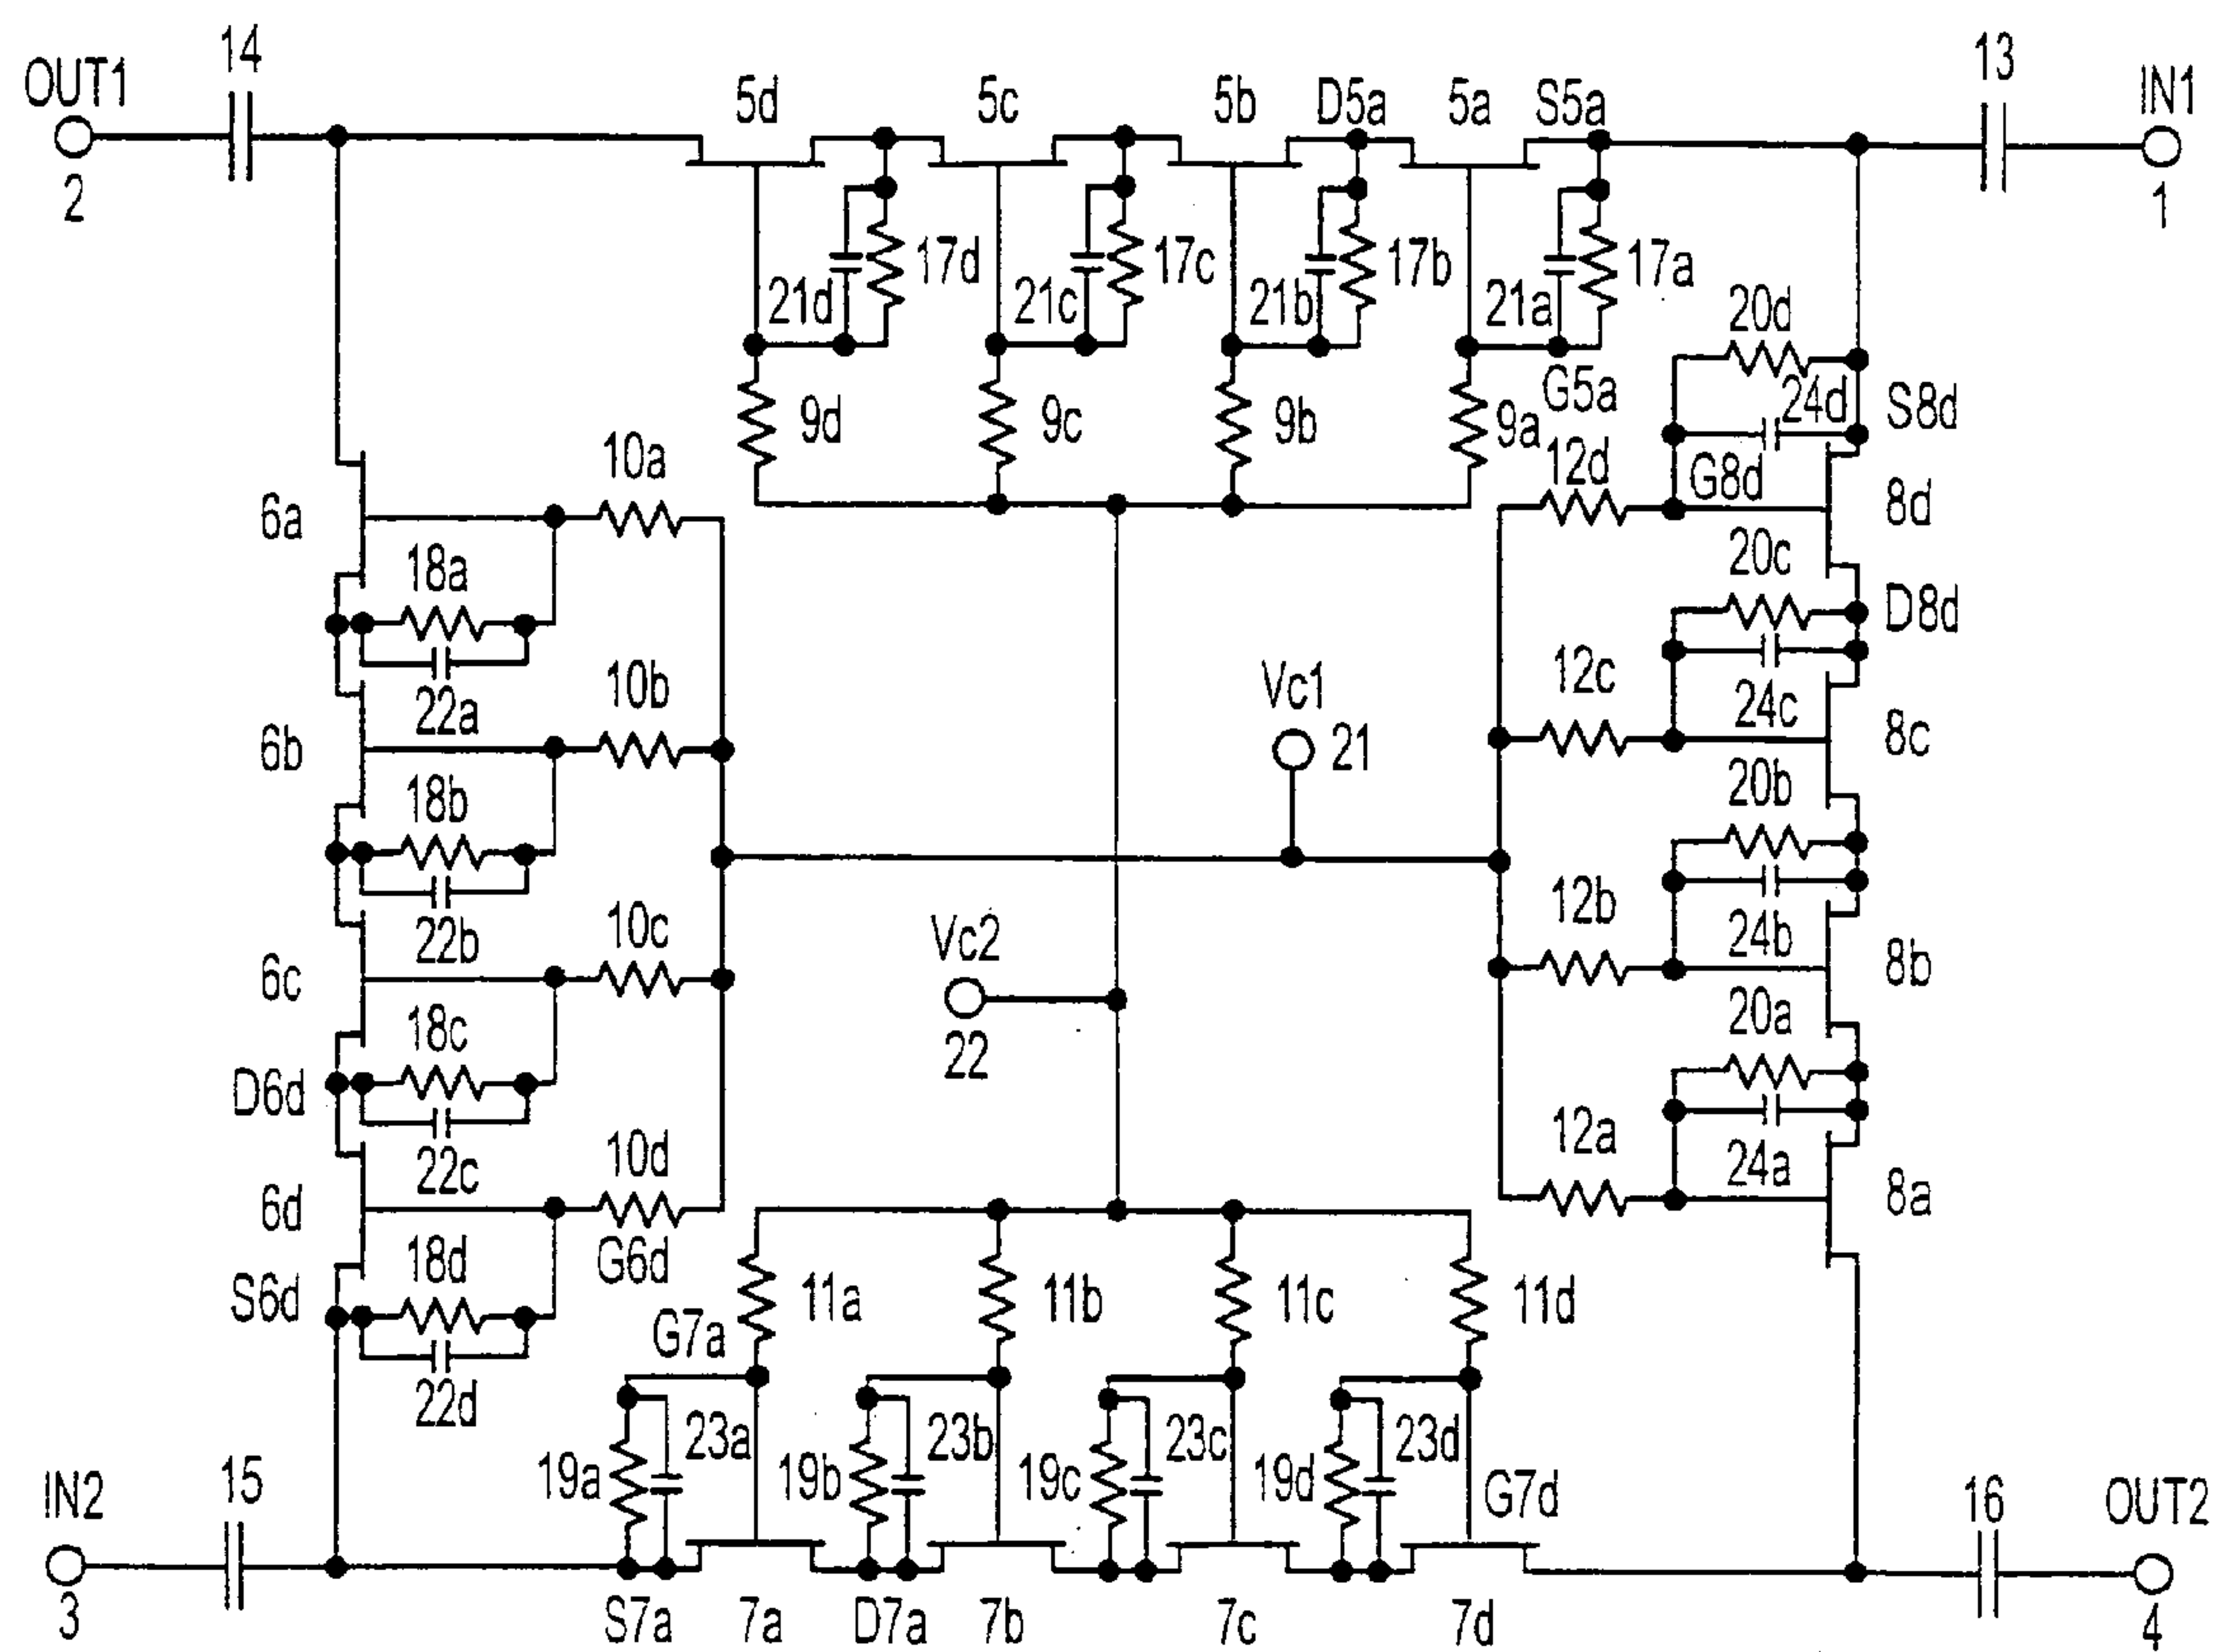 14
13
OUT1
5d
5c
5b
D5a
5a
S5a
IN1
2
1
21d
17d
21c
17c
21b
17b
21a
17a
20d
9d
9c
9b
9a
G5a
24d
S8d
10a
12d
G8d
6a
8d
18a
20c
D8d
22a
10b
12c
Vc1
24c
6b
21
8c
18b
20b
22b
10c
Vc2
12b
24b
6c
8b
18c
22
20a
D6d
22c
10d
12a
24a
6d
8a
18d
G6d
S6d
11a
11b
11c
11d
G7a
22d
23a
23b
23c
23d
IN2
15
19a
19b
19c
19d
G7d
16
OUT2
3
S7a
7a
D7a
7b
7c
7d
4